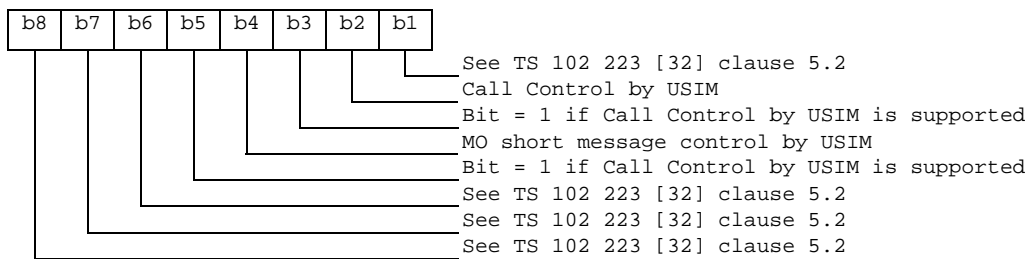 b8 b7 b6 b5 b4 b3 b2 b1
See TS 102 223 [32] clause 5.2
Call Control by USIM
Bit = 1 if Call Control by USIM is supported
MO short message control by USIM
Bit = 1 if Call Control by USIM is supported
See TS 102 223 [32] clause 5.2
See TS 102 223 [32] clause 5.2
See TS 102 223 [32] clause 5.2